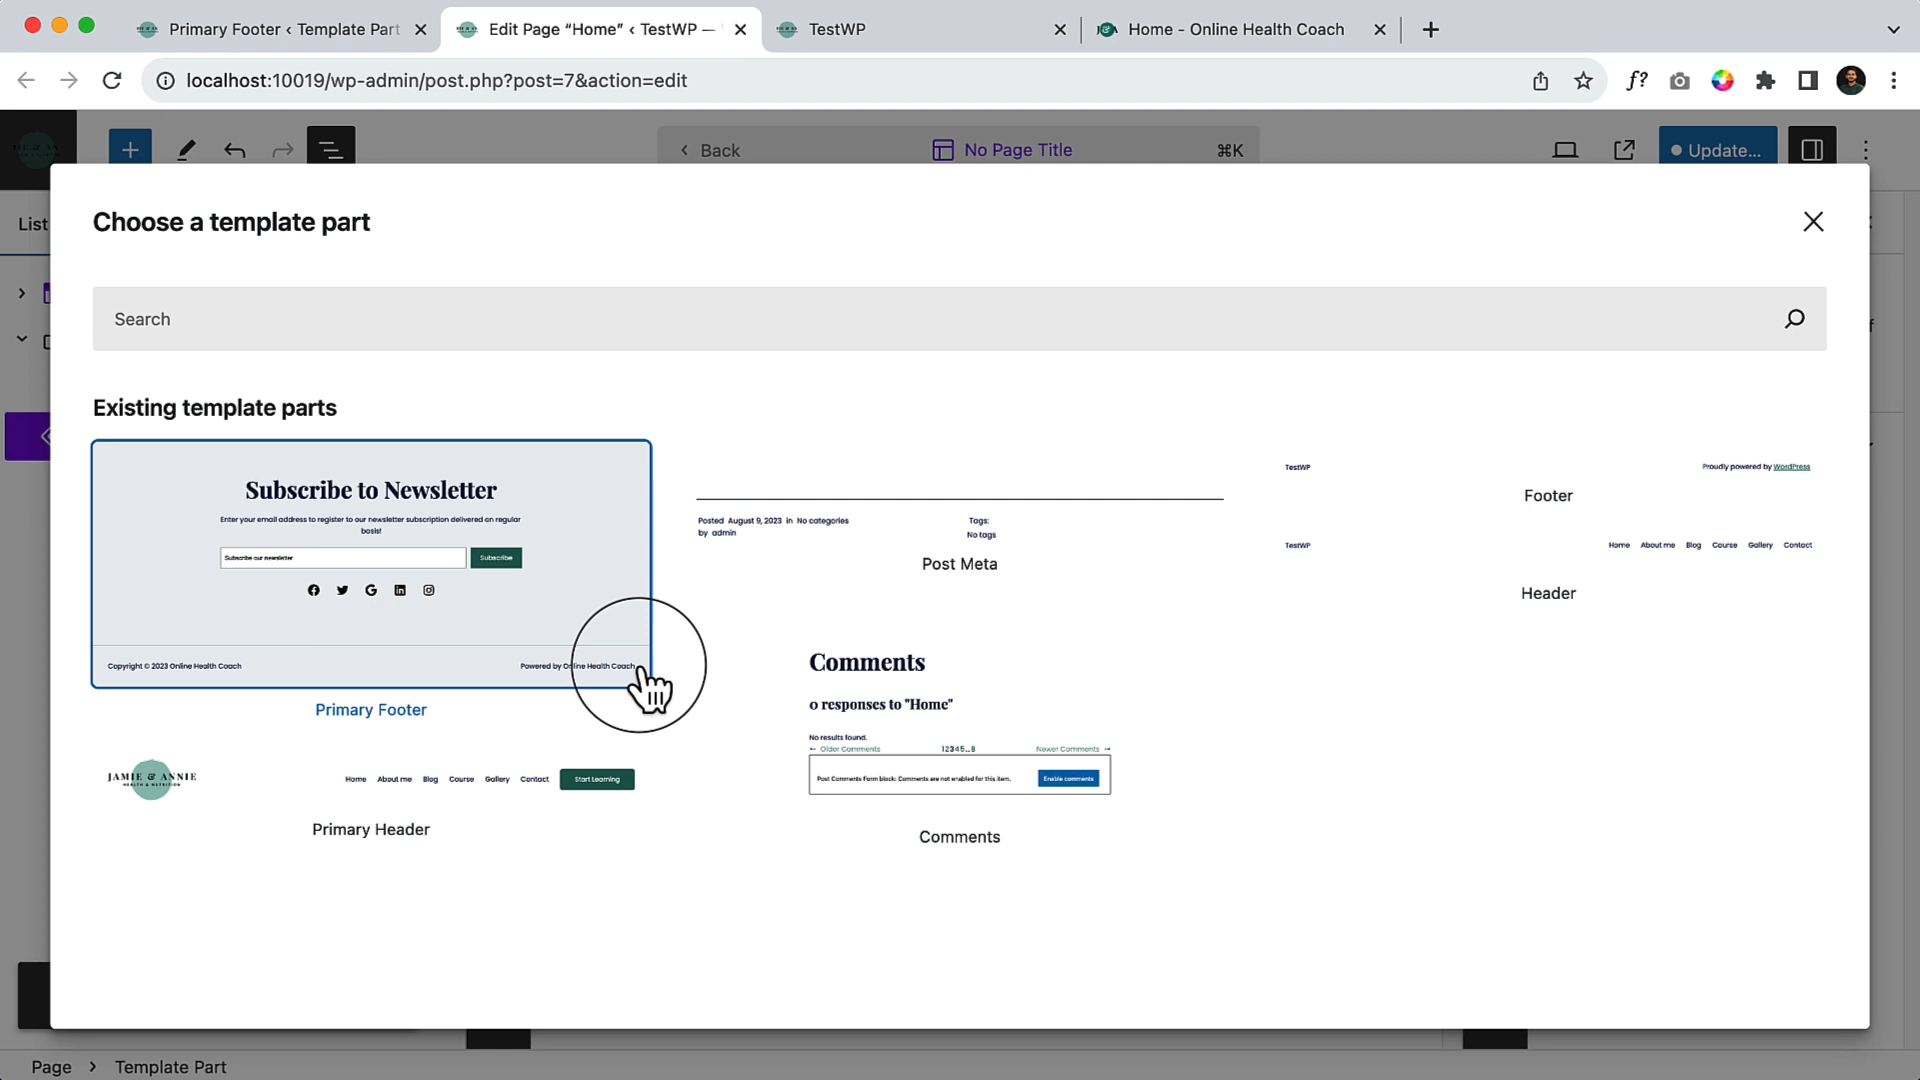 Primary Footer ‹ Template Part
Edit Page “Home” ‹ TestWP —
TestWP
Home - Online Health Coach
localhost:10019/wp-admin/post.php?post=7&action=edit
f?
Back
No Page Title
⌘K
Update...
List
Choose a template part
Search
Existing template parts
Subscribe to Newsletter
Enter your email address to register to our newsletter subscription delivered on regular
basis!
Subscribe our newsletter
Subscribe
Copyright © 2023 Online Health Coach
Powered by Online Health Coach
Primary Footer
JAMIE & ANNIE
HEALTH & NUTRITION
Home
About me
Blog
Course
Gallery
Contact
Start Learning
Primary Header
Posted August 9, 2023 in No categories
by admin
Tags:
No tags
Post Meta
Comments
0 responses to "Home"
No results found.
← Older Comments
12345...8
Newer Comments →
Post Comments Form block: Comments are not enabled for this item.
Enable comments
Comments
TestWP
Proudly powered by WordPress
Footer
TestWP
Home
About me
Blog
Course
Gallery
Contact
Header
Page
Template Part